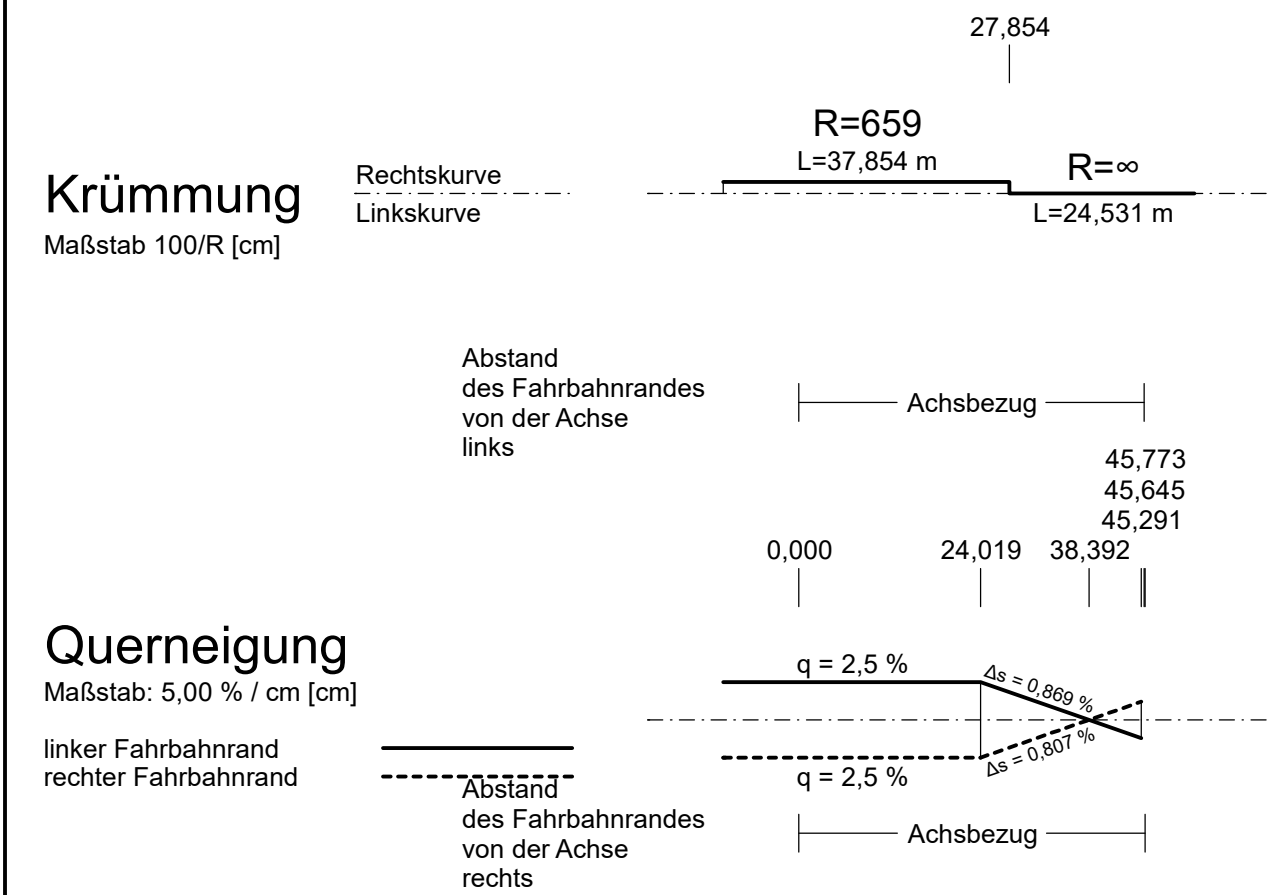 27,854
R=659
L=37,854 m
R=∞
L=24,531 m
Krümmung
Maßstab 100/R [cm]
Rechtskurve
Linkskurve
Abstand
des Fahrbahnrandes
von der Achse
links
Achsbezug
45,773
45,645
45,291
0,000
24,019
38,392
Querneigung
Maßstab: 5,00 % / cm [cm]
q = 2,5 %
Δs = 0,869 %
linker Fahrbahnrand
rechter Fahrbahnrand
q = 2,5 %
Δs = 0,807 %
Abstand
des Fahrbahnrandes
von der Achse
rechts
Achsbezug